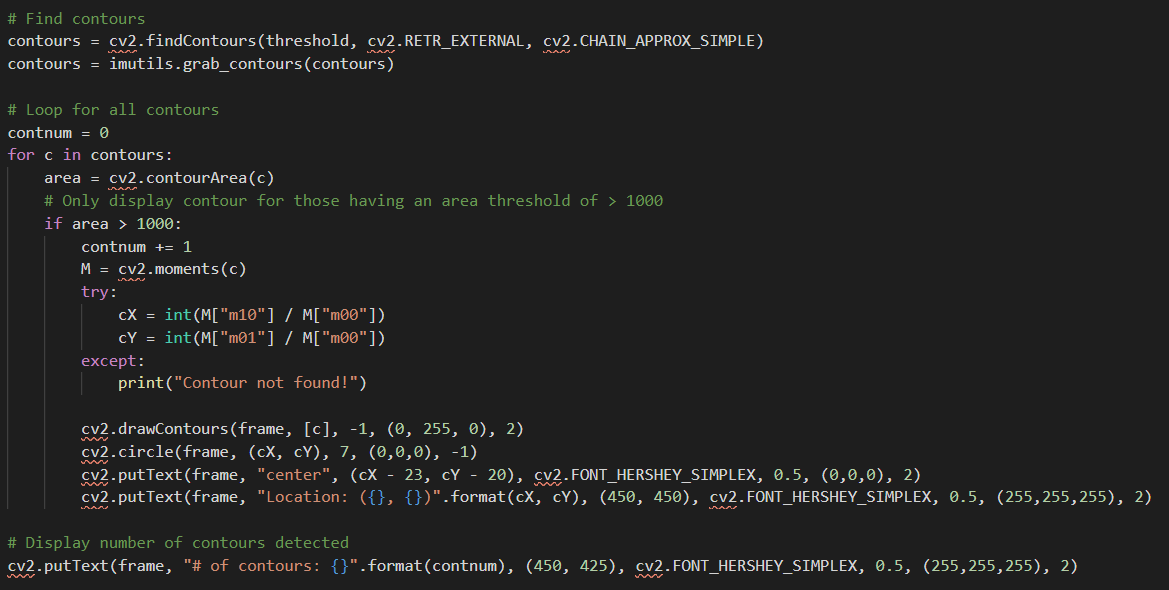 # Find contours
contours = cv2.findContours(threshold, cv2.RETR_EXTERNAL, cv2.CHAIN_APPROX_SIMPLE)
contours = imutils.grab_contours(contours)

# Loop for all contours
contnum = 0
for c in contours:
    area = cv2.contourArea(c)
    # Only display contour for those having an area threshold of > 1000
    if area > 1000:
        contnum += 1
        M = cv2.moments(c)
        try:
            cX = int(M["m10"] / M["m00"])
            cY = int(M["m01"] / M["m00"])
        except:
            print("Contour not found!")

        cv2.drawContours(frame, [c], -1, (0, 255, 0), 2)
        cv2.circle(frame, (cX, cY), 7, (0,0,0), -1)
        cv2.putText(frame, "center", (cX - 23, cY - 20), cv2.FONT_HERSHEY_SIMPLEX, 0.5, (0,0,0), 2)
        cv2.putText(frame, "Location: ({}, {})".format(cX, cY), (450, 450), cv2.FONT_HERSHEY_SIMPLEX, 0.5, (255,255,255), 2)

# Display number of contours detected
cv2.putText(frame, "# of contours: {}".format(contnum), (450, 425), cv2.FONT_HERSHEY_SIMPLEX, 0.5, (255,255,255), 2)